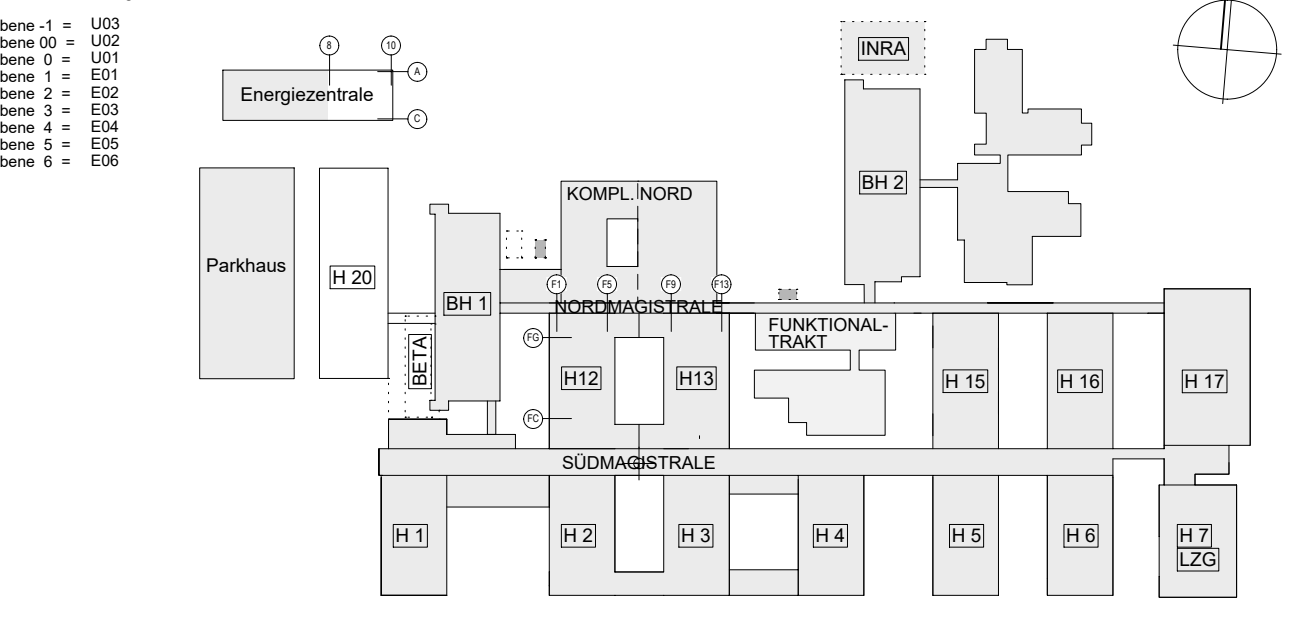 bene -1 = U03
bene 00 = U02
bene 0 = U01
bene 1 = E01
bene 2 = E02
bene 3 = E03
bene 4 = E04
bene 5 = E05
bene 6 = E06
8
10
A
Energiezentrale
C
INRA
KOMPL. NORD
BH 2
Parkhaus
H 20
BH 1
F1
F5
F9
F13
NORDMAGISTRALE
FUNKTIONAL-
TRAKT
FG
BETA
H12
H13
H 15
H 16
H 17
FC
SÜDMAGISTRALE
H 1
H 2
H 3
H 4
H 5
H 6
H 7
LZG